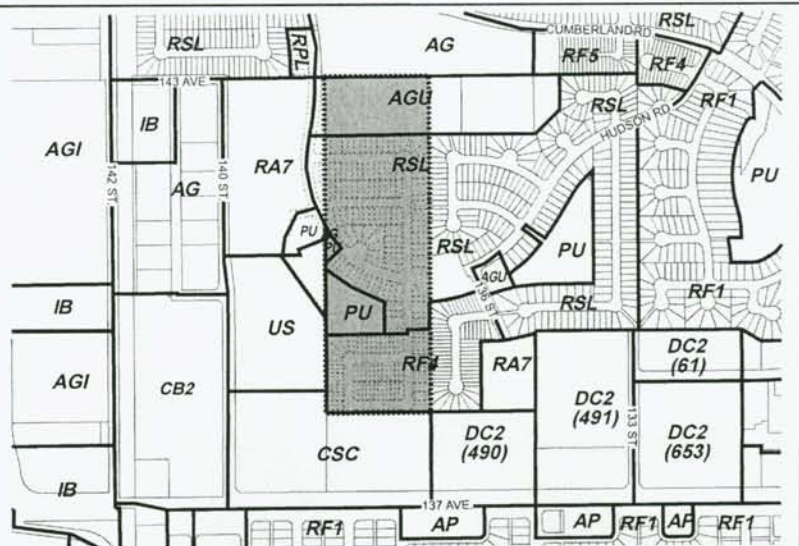 RSL
CUMBERLAND RD
RSL
RPL
AG
RF5
RF4
143 AVE.
AGU
RSL
RF1
HUDSON RD
IB
AGI
142 ST.
140 ST.
AG
RA7
RSL
PU
PU
RSL
PU
AGU
136 ST.
RF1
RSL
IB
US
PU
AGI
CB2
RF4
RA7
DC2
(61)
DC2
(491)
133 ST.
DC2
(490)
DC2
(653)
CSC
IB
137 AVE.
RF1
AP
AP
RF1
AP
RF1